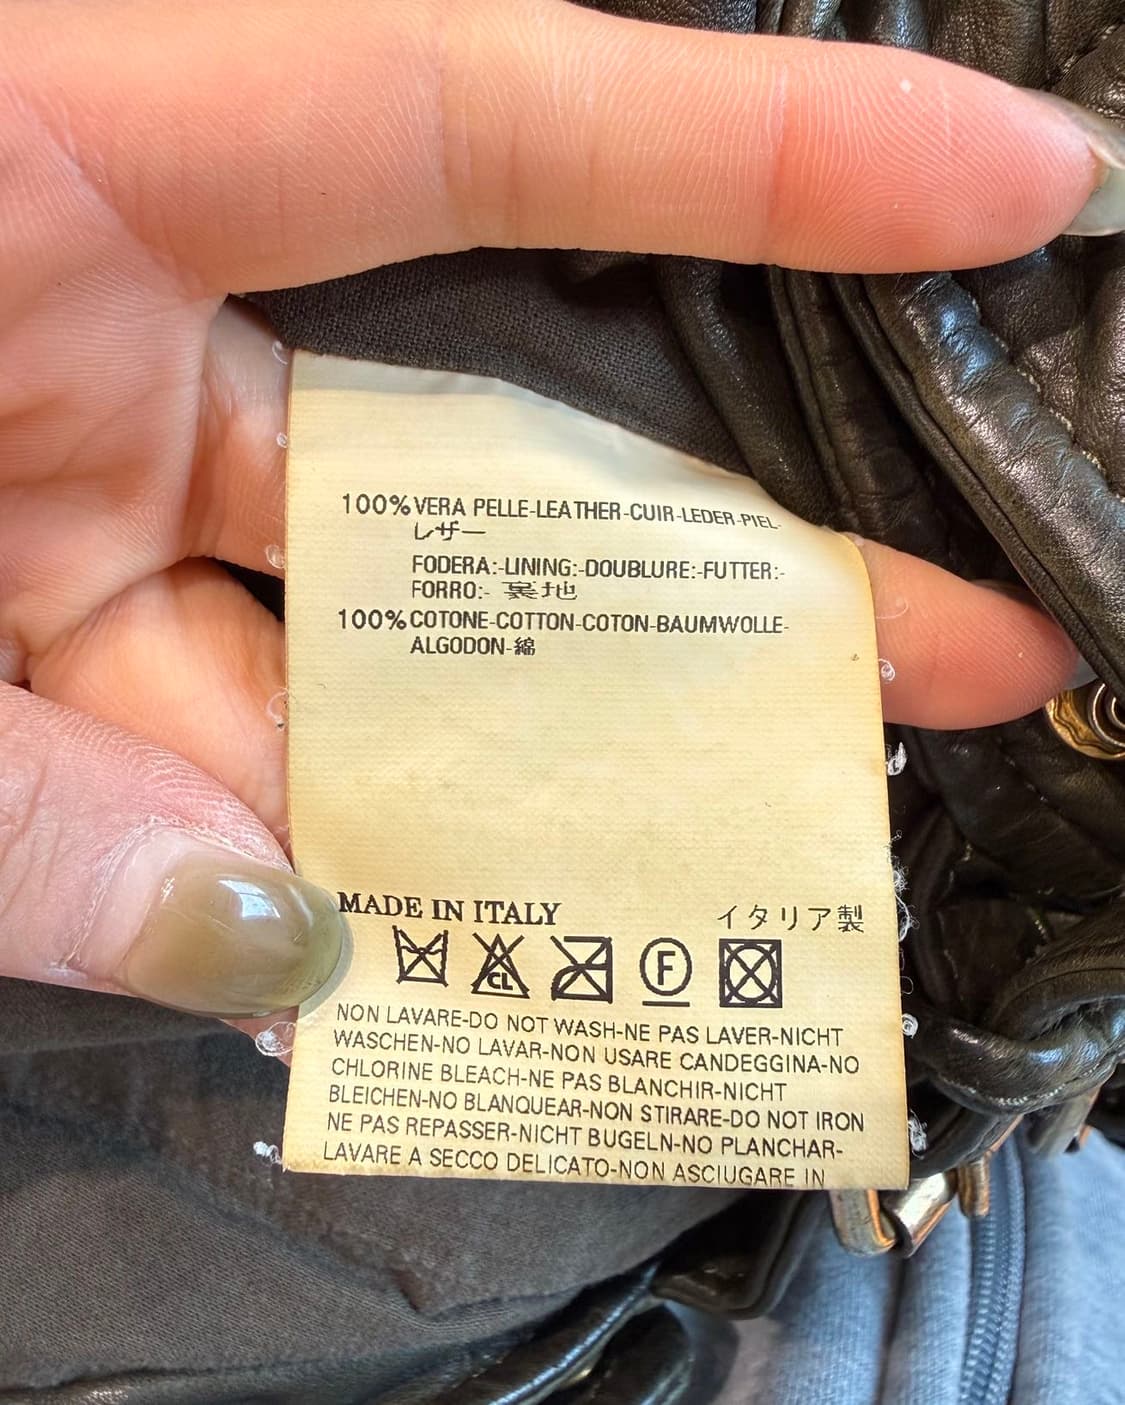 100% VERA PELLE-LEATHER-CUIR-LEDER-PIEL-
レザー
FODERA:-LINING:-DOUBLURE:-FUTTER:-
FORRO:- 裏地
100% COTONE-COTTON-COTON-BAUMWOLLE-
ALGODON-綿
MADE IN ITALY イタリア製
CL F
NON LAVARE-DO NOT WASH-NE PAS LAVER-NICHT
WASCHEN-NO LAVAR-NON USARE CANDEGGINA-NO
CHLORINE BLEACH-NE PAS BLANCHIR-NICHT
BLEICHEN-NO BLANQUEAR-NON STIRARE-DO NOT IRON
NE PAS REPASSER-NICHT BUGELN-NO PLANCHAR-
LAVARE A SECCO DELICATO-NON ASCIUGARE IN